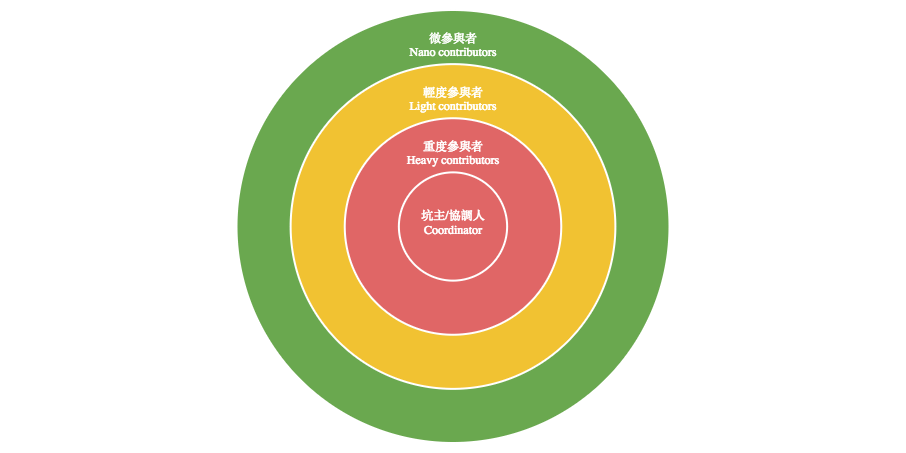 微參與者
Nano contributors
輕度參與者
Light contributors
重度參與者
Heavy contributors
坑主/協調人
Coordinator